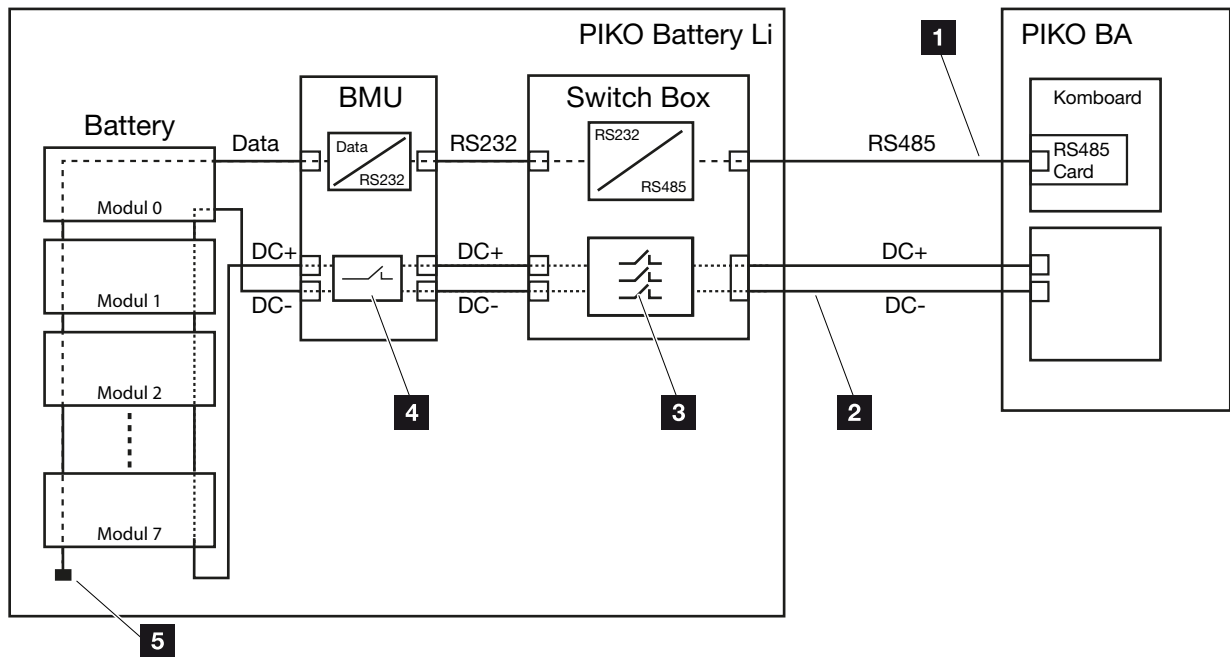 PIKO Battery Li
1
PIKO BA
BMU
Switch Box
Komboard
Battery
Data
Data
RS232
RS232
RS232
RS485
RS485
RS485
Card
Modul 0
DC+
DC-
DC+
DC-
DC+
DC-
Modul 1
Modul 2
4
3
2
Modul 7
5